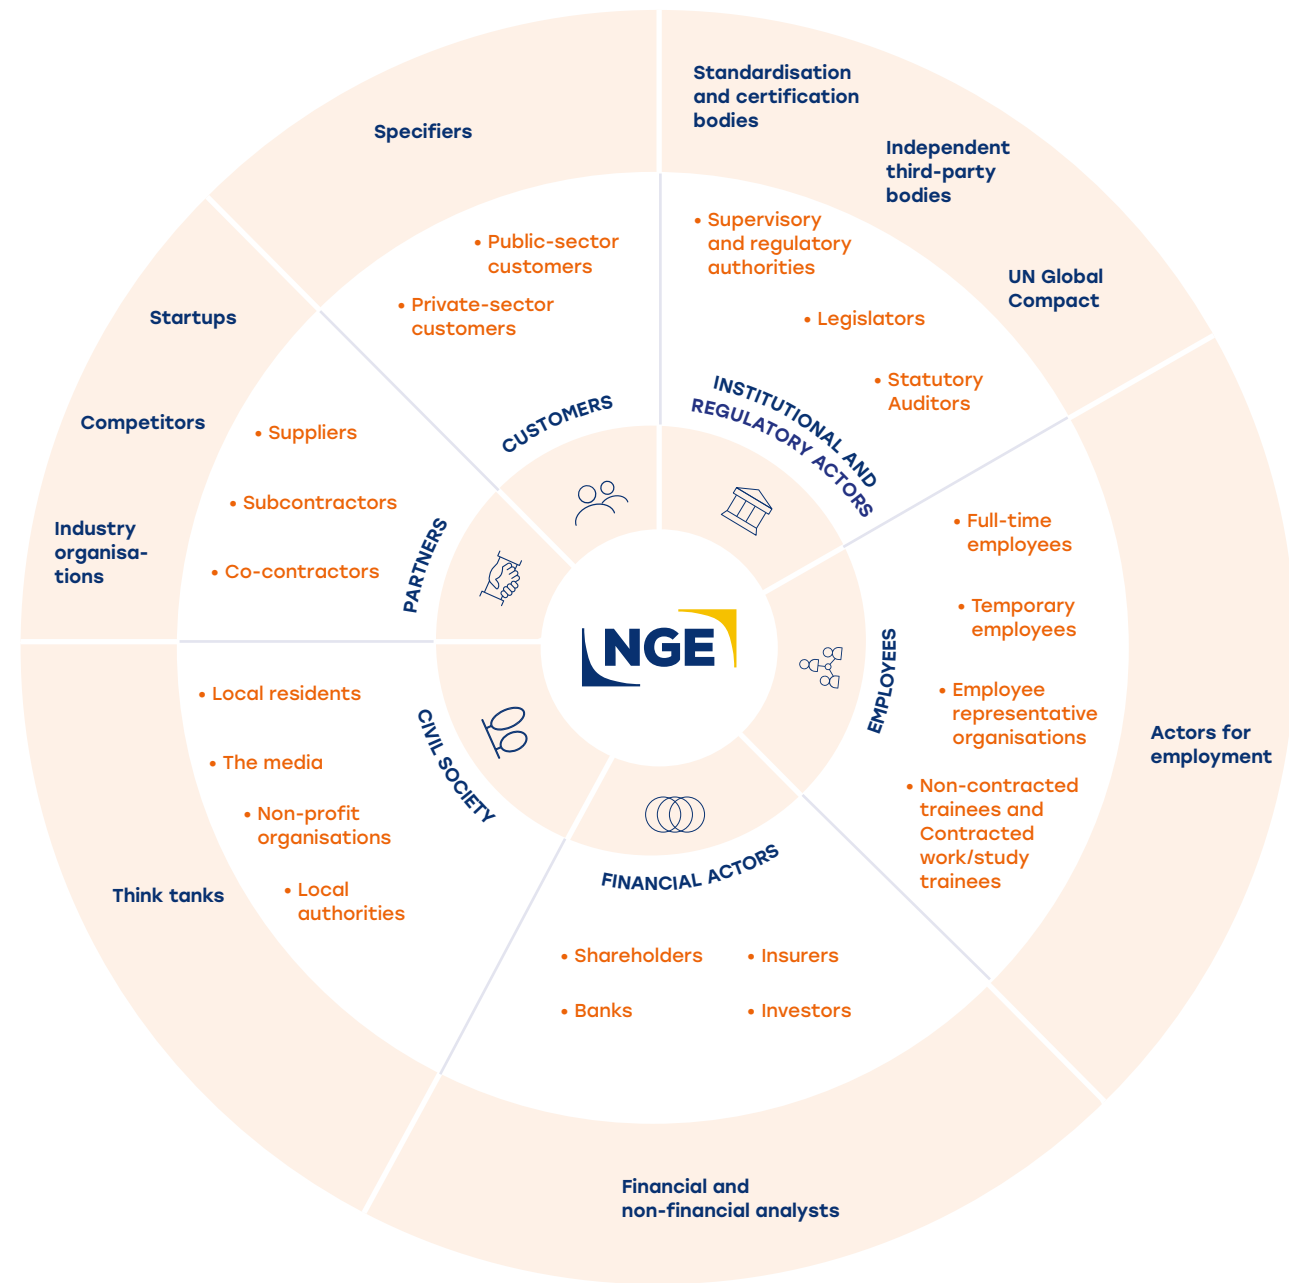 Standardisation
and certification
bodies
Independent
third-party
bodies
UN Global
Compact
• Supervisory
and regulatory
authorities
• Legislators
• Statutory
Auditors
INSTITUTIONAL AND
REGULATORY ACTORS
Actors for
employment
• Full-time
employees
• Temporary
employees
• Employee
representative
organisations
• Non-contracted
trainees and
Contracted
work/study
trainees
EMPLOYEES
Financial and
non-financial analysts
• Shareholders
• Insurers
• Banks
• Investors
FINANCIAL ACTORS
Think tanks
• Local residents
• The media
• Non-profit
organisations
• Local
authorities
CIVIL SOCIETY
Startups
Competitors
Industry
organisa-
tions
• Suppliers
• Subcontractors
• Co-contractors
PARTNERS
Specifiers
• Public-sector
customers
• Private-sector
customers
CUSTOMERS
NGE